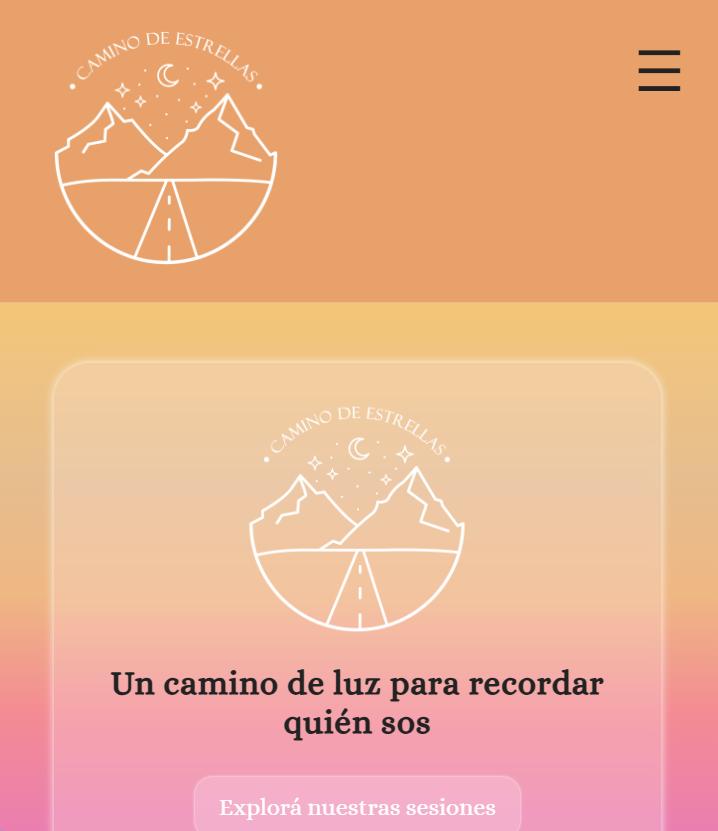 CAMINO DE ESTRELLAS
CAMINO DE ESTRELLAS
Un camino de luz para recordar
quién sos
Explorá nuestras sesiones